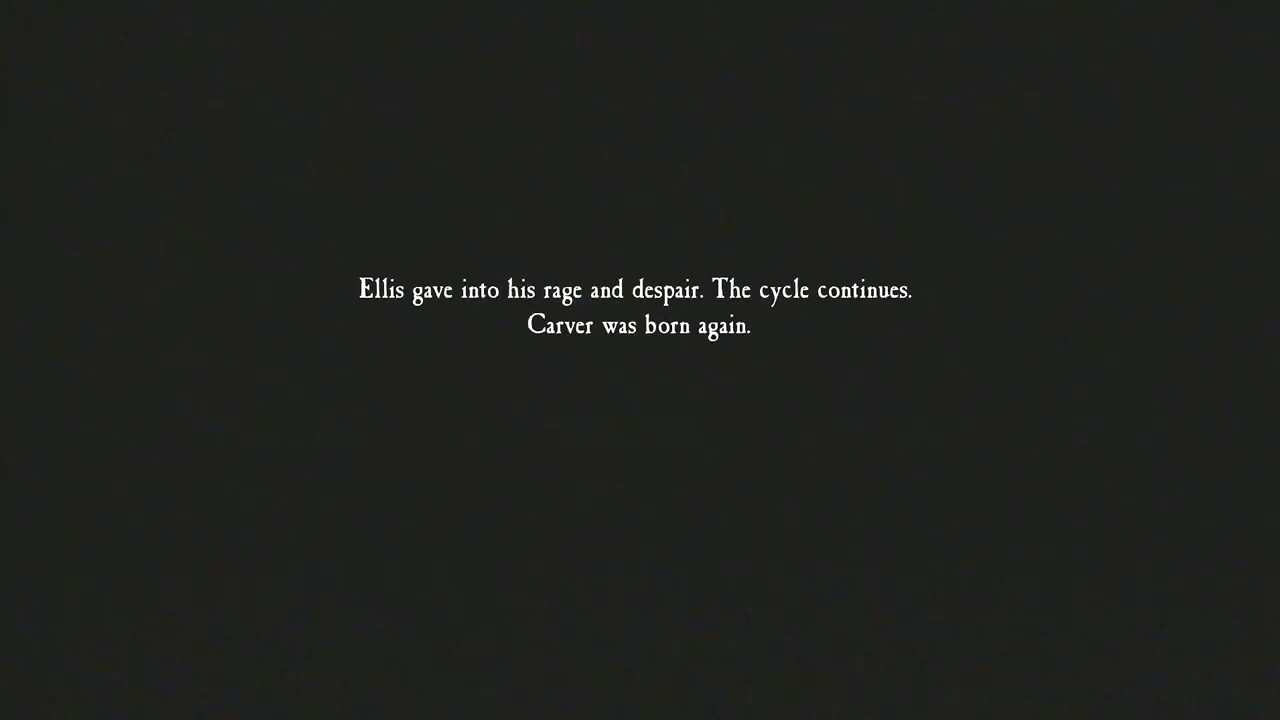 Ellis gave into his rage and despair. The cycle continues.
Carver was born again.